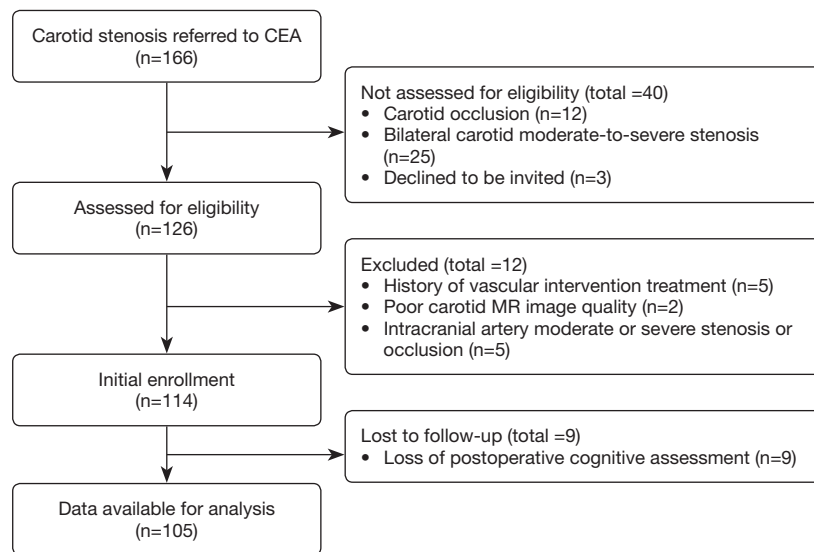 Carotid stenosis referred to CEA
(n=166)
Not assessed for eligibility (total =40)
• Carotid occlusion (n=12)
• Bilateral carotid moderate-to-severe stenosis
(n=25)
• Declined to be invited (n=3)
Assessed for eligibility
(n=126)
Excluded (total =12)
• History of vascular intervention treatment (n=5)
• Poor carotid MR image quality (n=2)
• Intracranial artery moderate or severe stenosis or
occlusion (n=5)
Initial enrollment
(n=114)
Lost to follow-up (total =9)
• Loss of postoperative cognitive assessment (n=9)
Data available for analysis
(n=105)